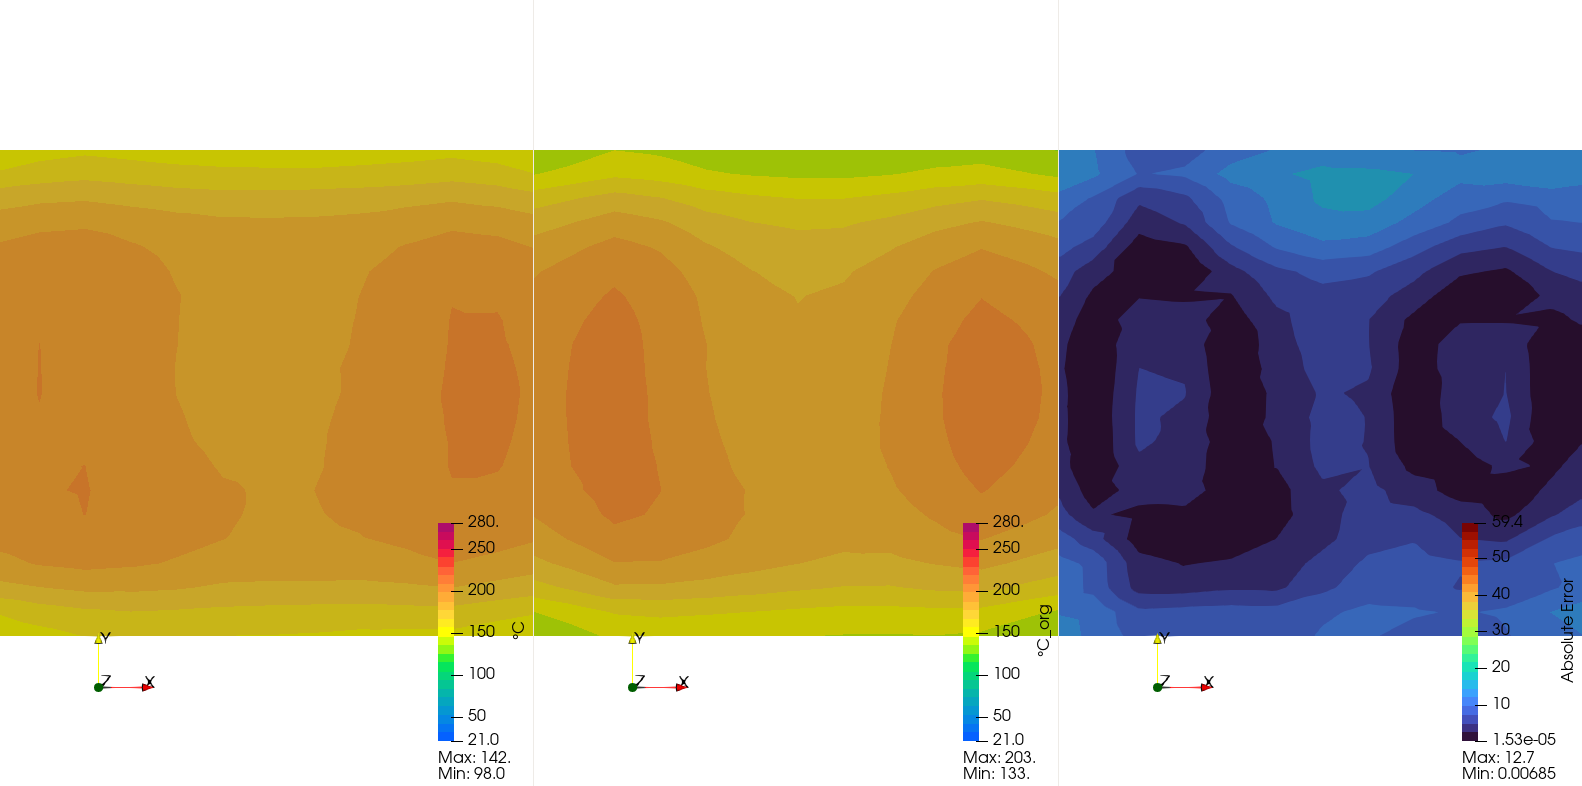 280.
250
200
150
100
50
21.0
°C
Max: 142.
Min: 98.0
Y
Z
X
280.
250
200
150
100
50
21.0
°C_org
Max: 203.
Min: 133.
Y
Z
X
59.4
50
40
30
20
10
1.53e-05
Absolute Error
Max: 12.7
Min: 0.00685
Y
Z
X